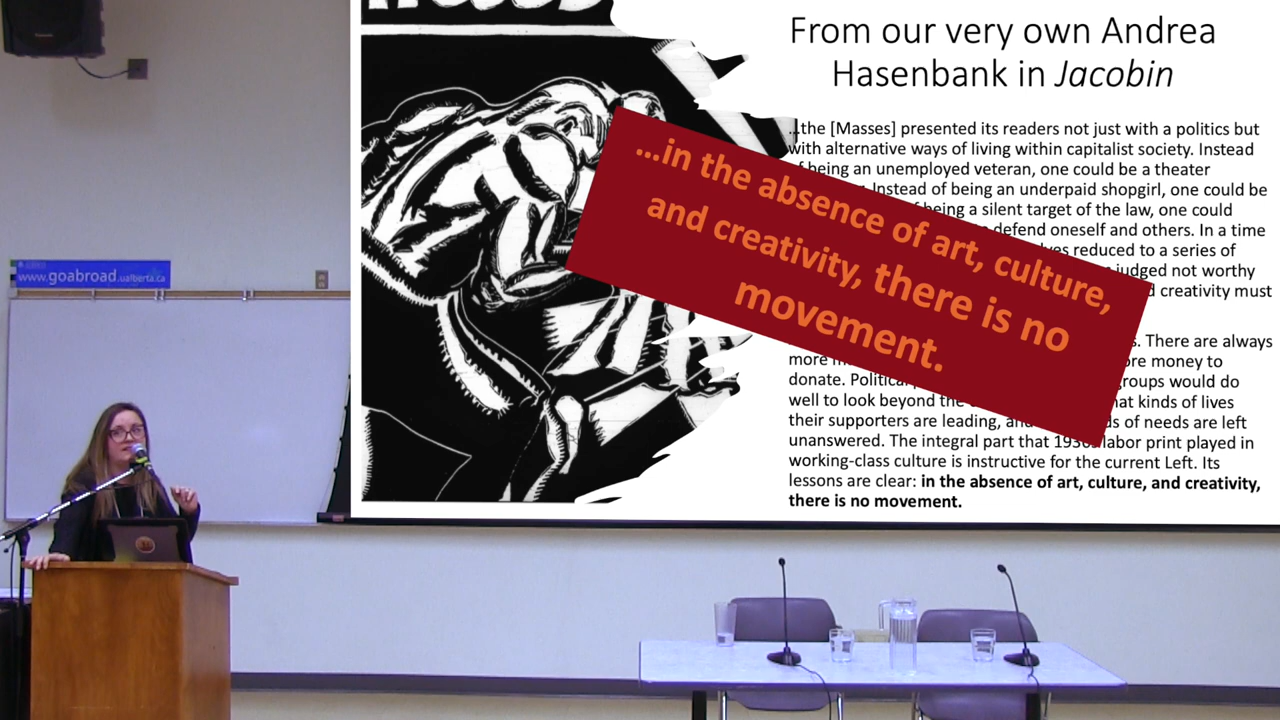 www.goabroad.ualberta.ca
From our very own Andrea
Hasenbank in Jacobin
...the [Masses] presented its readers not just with a politics but
with alternative ways of living within capitalist society. Instead
of being an unemployed veteran, one could be a theater
Instead of being an underpaid shopgirl, one could be
being a silent target of the law, one could
defend oneself and others. In a time
reduced to a series of
judged not worthy
creativity must
There are always
more money to
donate. groups would do
well to look beyond the of lives
their supporters are leading, of needs are left
unanswered. The integral part that labor print played in
working-class culture is instructive for the current Left. Its
lessons are clear: in the absence of art, culture, and creativity,
there is no movement.
...in the absence of art, culture,
and creativity, there is no
movement.